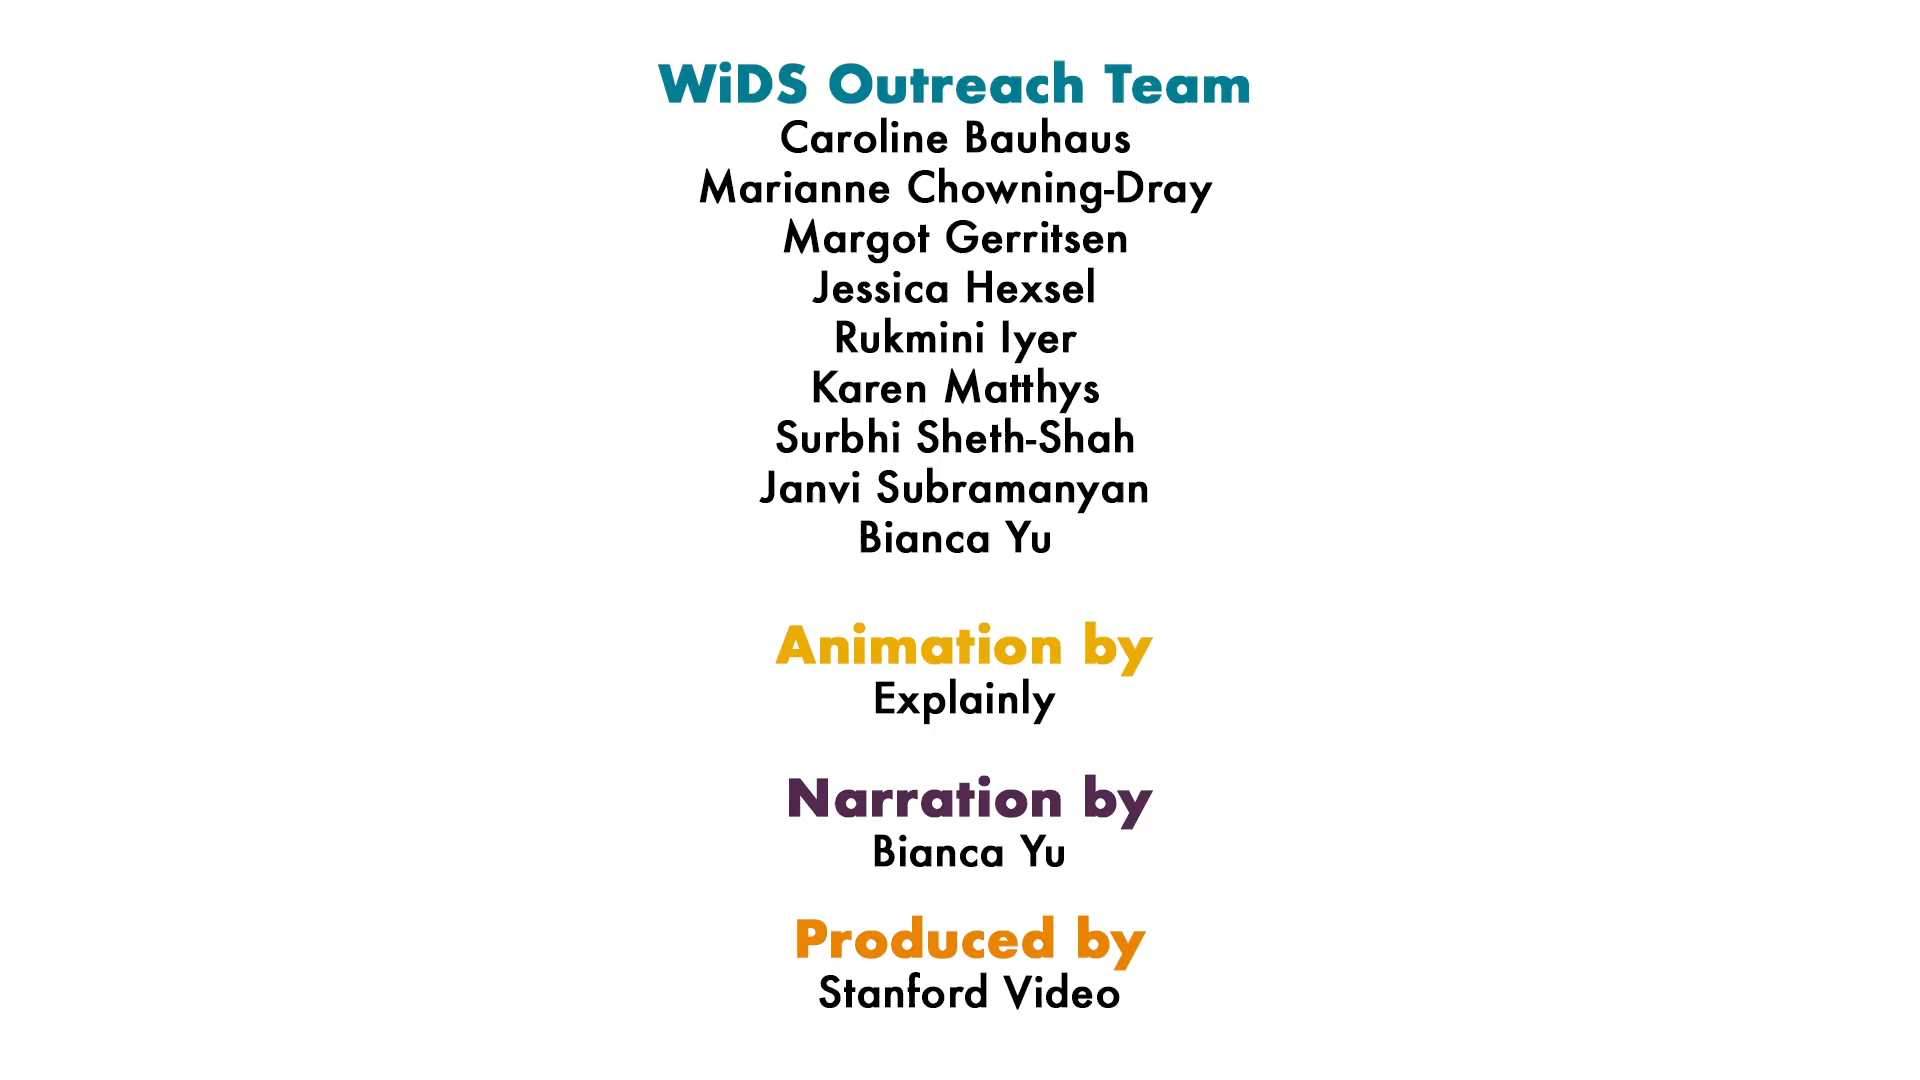 WiDS Outreach Team
Caroline Bauhaus
Marianne Chowning-Dray
Margot Gerritsen
Jessica Hexsel
Rukmini Iyer
Karen Matthys
Surbhi Sheth-Shah
Janvi Subramanyan
Bianca Yu
Animation by
Explainly
Narration by
Bianca Yu
Produced by
Stanford Video